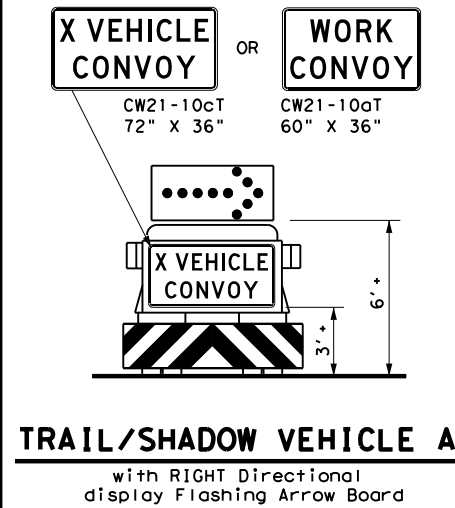 X VEHICLE
CONVOY
OR
WORK
CONVOY
CW21-10cT
72" X 36"
CW21-10aT
60" X 36"
X VEHICLE
CONVOY
6' +
3' +
TRAIL/SHADOW VEHICLE A
with RIGHT Directional
display Flashing Arrow Board